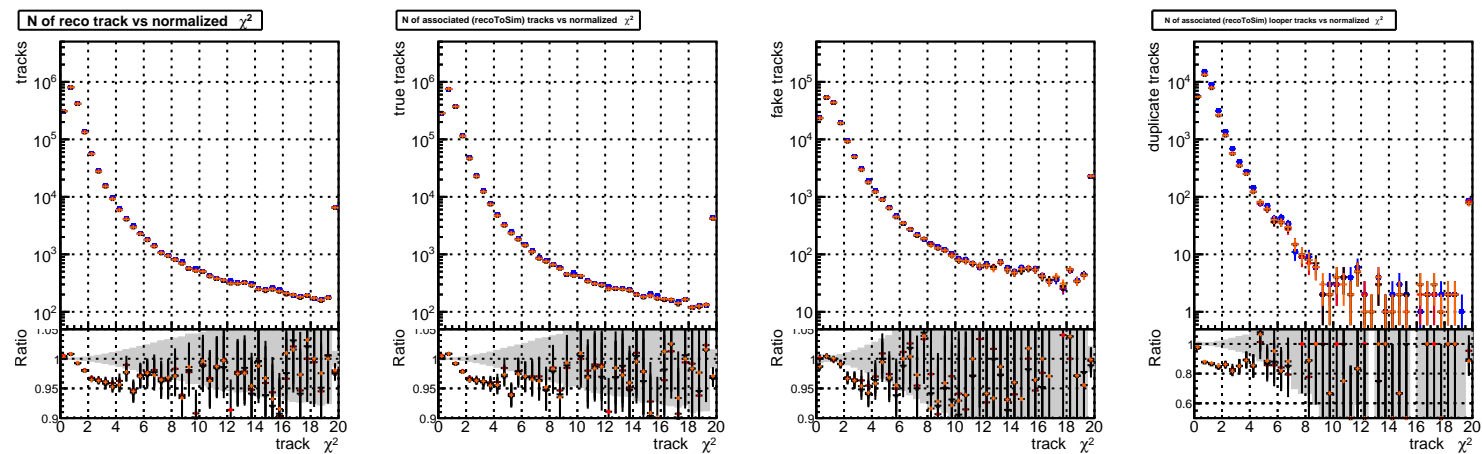 N of reco track vs normalized χ²
tracks
10⁶
10⁵
10⁴
10³
10²
Ratio
1.05
1
0.95
0.9
0 2 4 6 8 10 12 14 16 18 20
track χ²
N of associated (recoToSim) tracks vs normalized χ²
true tracks
10⁶
10⁵
10⁴
10³
10²
Ratio
1.05
1
0.95
0.9
0 2 4 6 8 10 12 14 16 18 20
track χ²
fake tracks
10⁵
10⁴
10³
10²
10
Ratio
1.05
1
0.95
0.9
0 2 4 6 8 10 12 14 16 18 20
track χ²
N of associated (recoToSim) looper tracks vs normalized χ²
duplicate tracks
10⁴
10³
10²
10
1
Ratio
1
0.8
0.6
0 2 4 6 8 10 12 14 16 18 20
track χ²